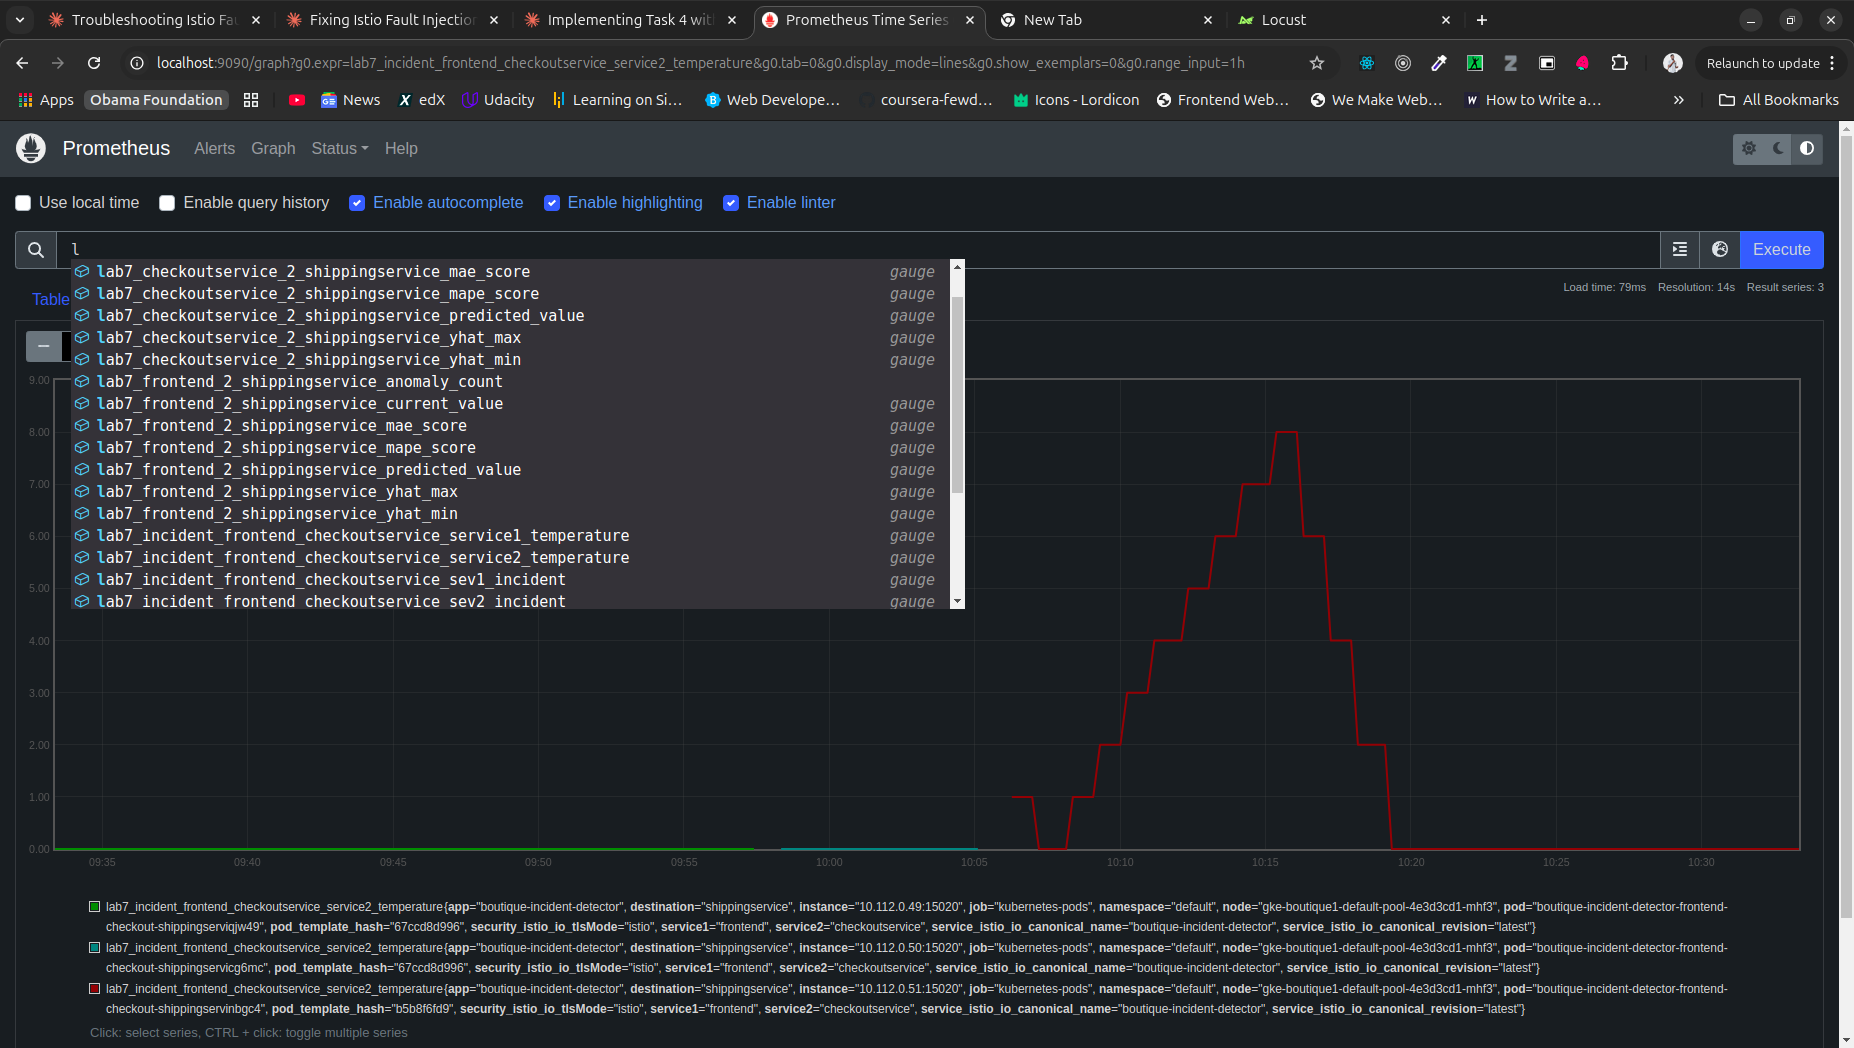 Troubleshooting Istio Fau
Fixing Istio Fault Injection
Implementing Task 4 wit
Prometheus Time Series
New Tab
Locust
localhost:9090/graph?g0.expr=lab7_incident_frontend_checkoutservice_service2_temperature&g0.tab=0&g0.display_mode=lines&g0.show_exemplars=0&g0.range_input=1h
Relaunch to update
Apps
Obama Foundation
News
edX
Udacity
Learning on Si...
Web Develope...
coursera-fewd...
Icons - Lordicon
Frontend Web...
We Make Web...
How to Write a...
»
All Bookmarks
Prometheus
Alerts
Graph
Status
Help
Use local time
Enable query history
Enable autocomplete
Enable highlighting
Enable linter
l
Execute
lab7_checkoutservice_2_shippingservice_mae_score gauge
lab7_checkoutservice_2_shippingservice_mape_score gauge
lab7_checkoutservice_2_shippingservice_predicted_value gauge
lab7_checkoutservice_2_shippingservice_yhat_max gauge
lab7_checkoutservice_2_shippingservice_yhat_min gauge
lab7_frontend_2_shippingservice_anomaly_count
lab7_frontend_2_shippingservice_current_value gauge
lab7_frontend_2_shippingservice_mae_score gauge
lab7_frontend_2_shippingservice_mape_score gauge
lab7_frontend_2_shippingservice_predicted_value gauge
lab7_frontend_2_shippingservice_yhat_max gauge
lab7_frontend_2_shippingservice_yhat_min gauge
lab7_incident_frontend_checkoutservice_service1_temperature gauge
lab7_incident_frontend_checkoutservice_service2_temperature gauge
lab7_incident_frontend_checkoutservice_sev1_incident gauge
lab7_incident_frontend_checkoutservice_sev2_incident gauge
Load time: 79ms Resolution: 14s Result series: 3
Table
9.00
8.00
7.00
6.00
5.00
4.00
3.00
2.00
1.00
0.00
09:35 09:40 09:45 09:50 09:55 10:00 10:05 10:10 10:15 10:20 10:25 10:30
lab7_incident_frontend_checkoutservice_service2_temperature{app="boutique-incident-detector", destination="shippingservice", instance="10.112.0.49:15020", job="kubernetes-pods", namespace="default", node="gke-boutique1-default-pool-4e3d3cd1-mhf3", pod="boutique-incident-detector-frontend-
checkout-shippingserviqjw49", pod_template_hash="67ccd8d996", security_istio_io_tlsMode="istio", service1="frontend", service2="checkoutservice", service_istio_io_canonical_name="boutique-incident-detector", service_istio_io_canonical_revision="latest"}
lab7_incident_frontend_checkoutservice_service2_temperature{app="boutique-incident-detector", destination="shippingservice", instance="10.112.0.50:15020", job="kubernetes-pods", namespace="default", node="gke-boutique1-default-pool-4e3d3cd1-mhf3", pod="boutique-incident-detector-frontend-
checkout-shippingservicg6mc", pod_template_hash="67ccd8d996", security_istio_io_tlsMode="istio", service1="frontend", service2="checkoutservice", service_istio_io_canonical_name="boutique-incident-detector", service_istio_io_canonical_revision="latest"}
lab7_incident_frontend_checkoutservice_service2_temperature{app="boutique-incident-detector", destination="shippingservice", instance="10.112.0.51:15020", job="kubernetes-pods", namespace="default", node="gke-boutique1-default-pool-4e3d3cd1-mhf3", pod="boutique-incident-detector-frontend-
checkout-shippingservinbgc4", pod_template_hash="b5b8f6fd9", security_istio_io_tlsMode="istio", service1="frontend", service2="checkoutservice", service_istio_io_canonical_name="boutique-incident-detector", service_istio_io_canonical_revision="latest"}
Click: select series, CTRL + click: toggle multiple series